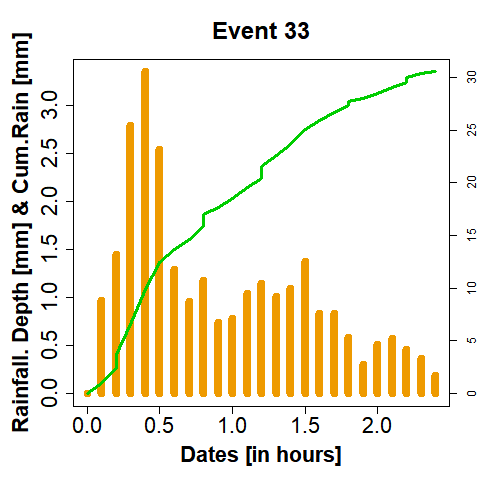 Event 33
Rainfall. Depth [mm] & Cum.Rain [mm]
0.0 0.5 1.0 1.5 2.0 2.5 3.0
0 5 10 15 20 25 30
0.0 0.5 1.0 1.5 2.0
Dates [in hours]